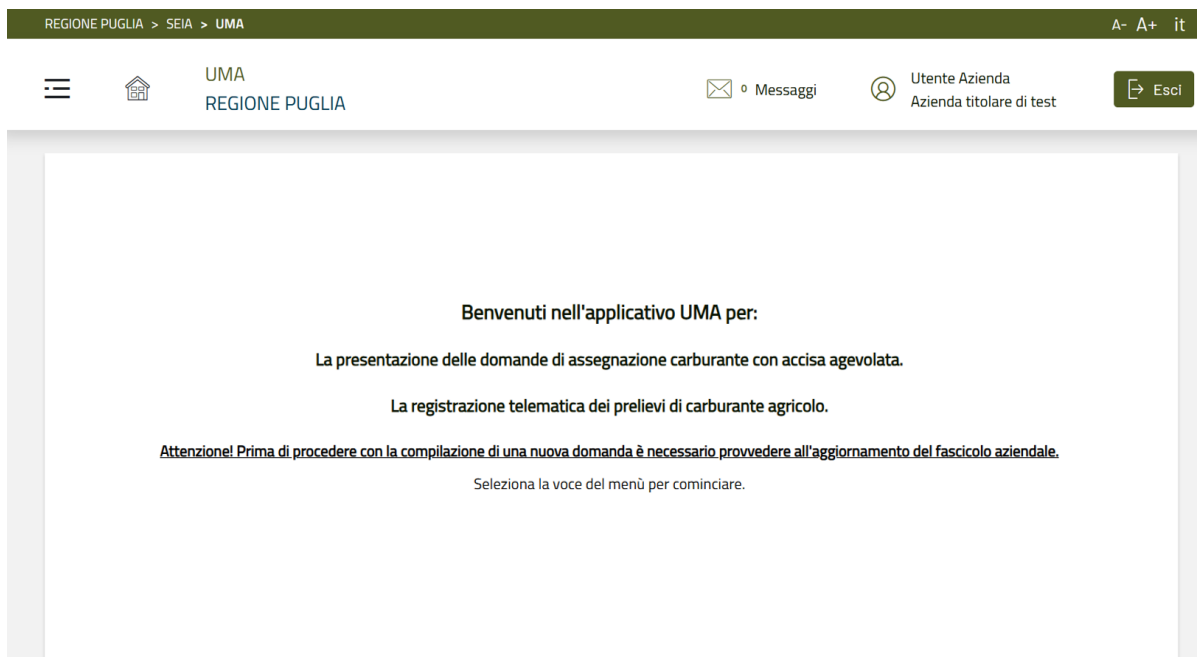 REGIONE PUGLIA > SEIA > UMA
A- A+ it
UMA
REGIONE PUGLIA
0 Messaggi
Utente Azienda
Azienda titolare di test
Esci
Benvenuti nell'applicativo UMA per:
La presentazione delle domande di assegnazione carburante con accisa agevolata.
La registrazione telematica dei prelievi di carburante agricolo.
Attenzione! Prima di procedere con la compilazione di una nuova domanda è necessario provvedere all'aggiornamento del fascicolo aziendale.
Seleziona la voce del menù per cominciare.